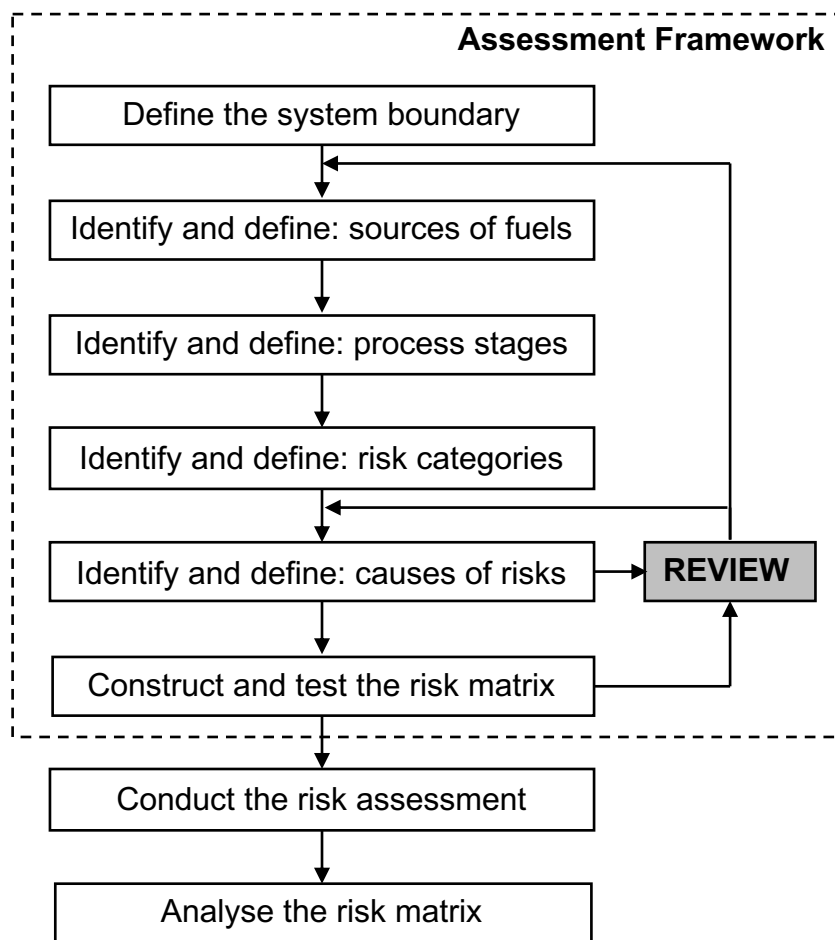 Assessment Framework
Define the system boundary
Identify and define: sources of fuels
Identify and define: process stages
Identify and define: risk categories
Identify and define: causes of risks
REVIEW
Construct and test the risk matrix
Conduct the risk assessment
Analyse the risk matrix